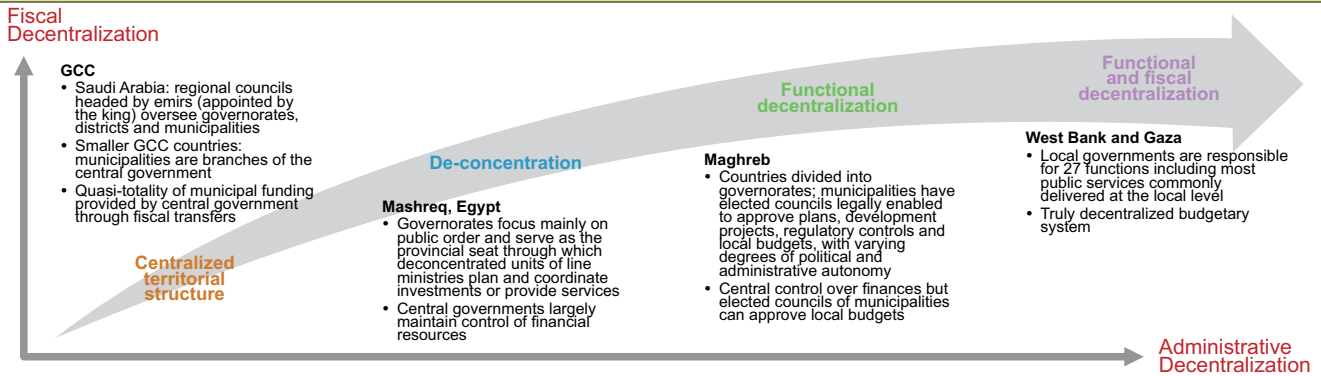 Fiscal
Decentralization
GCC
• Saudi Arabia: regional councils
headed by emirs (appointed by
the king) oversee governorates,
districts and municipalities
• Smaller GCC countries:
municipalities are branches of the
central government
• Quasi-totality of municipal funding
provided by central government
through fiscal transfers
Centralized
territorial
structure
De-concentration
Mashreq, Egypt
• Governorates focus mainly on
public order and serve as the
provincial seat through which
deconcentrated units of line
ministries plan and coordinate
investments or provide services
• Central governments largely
maintain control of financial
resources
Functional
decentralization
Maghreb
• Countries divided into
governorates; municipalities have
elected councils legally enabled
to approve plans, development
projects, regulatory controls and
local budgets, with varying
degrees of political and
administrative autonomy
• Central control over finances but
elected councils of municipalities
can approve local budgets
Functional
and fiscal
decentralization
West Bank and Gaza
• Local governments are responsible
for 27 functions including most
public services commonly
delivered at the local level
• Truly decentralized budgetary
system
Administrative
Decentralization